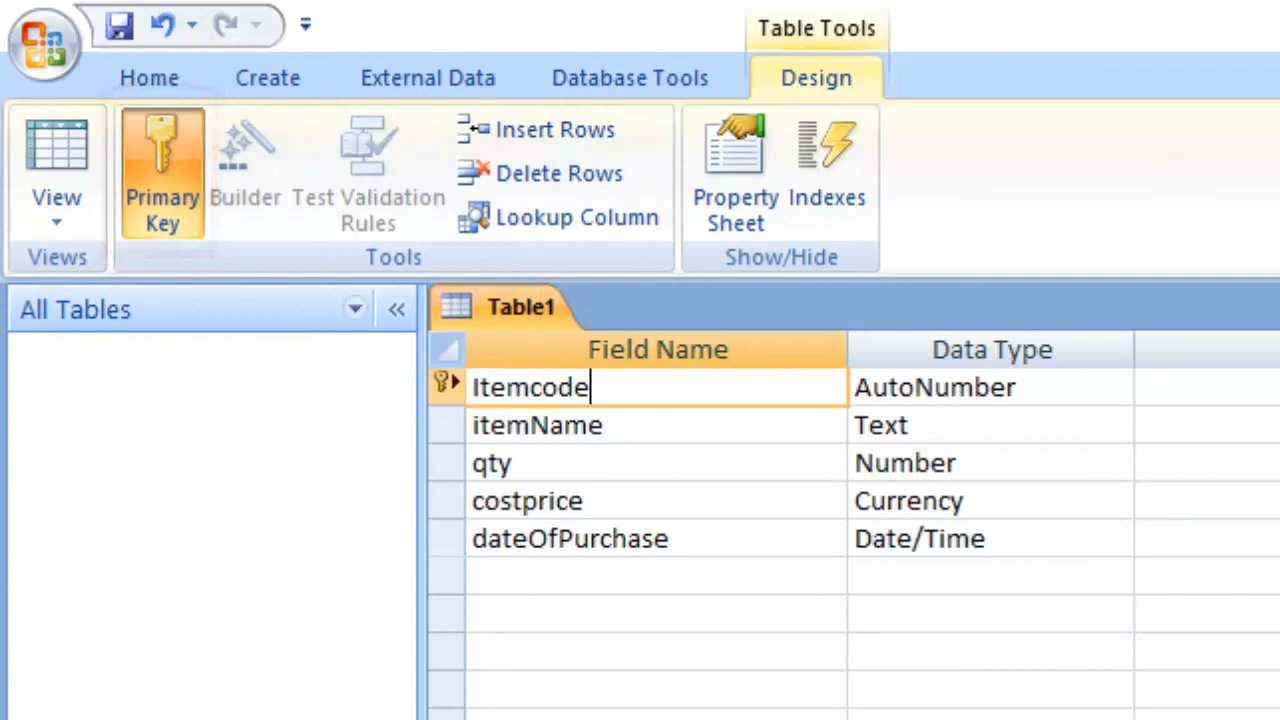 Table Tools
Home Create External Data Database Tools Design
View Primary Key Builder Test Validation Rules Insert Rows Delete Rows Lookup Column Property Sheet Indexes
Views Tools Show/Hide
All Tables
Table1
Field Name Data Type
Itemcode AutoNumber
itemName Text
qty Number
costprice Currency
dateOfPurchase Date/Time